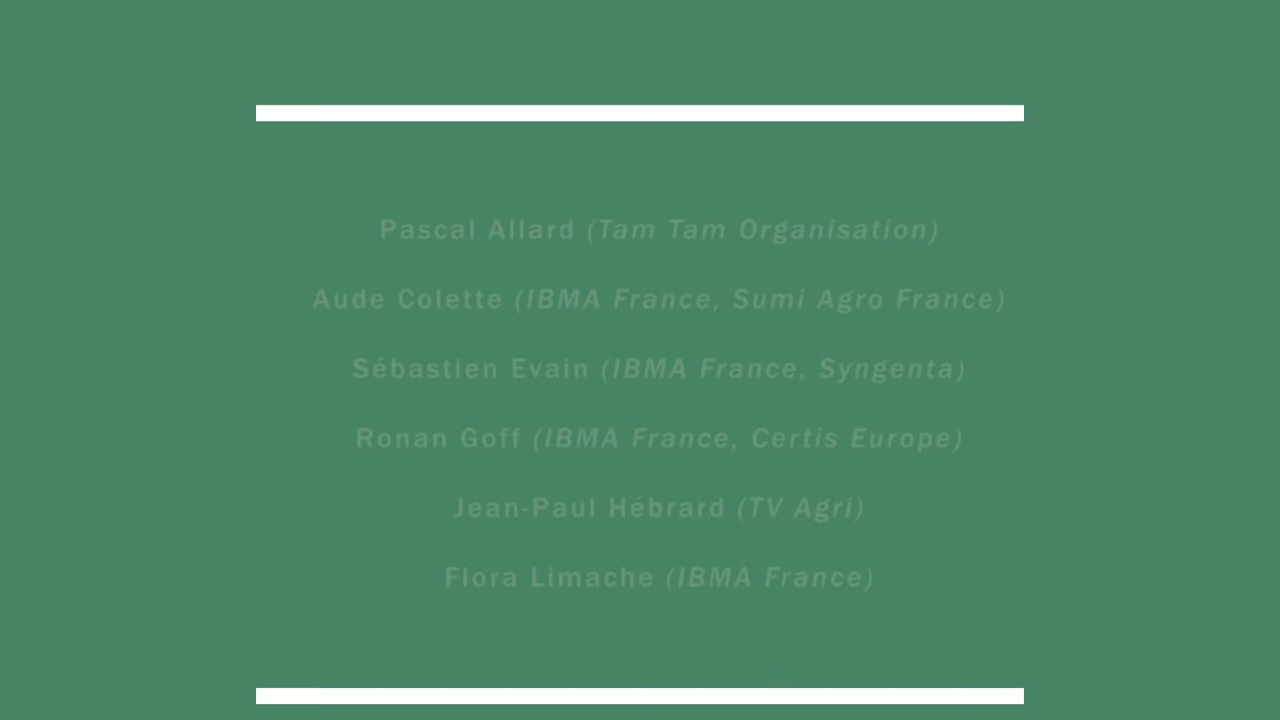 Pascal Allard (Tam Tam Organisation)
Aude Colette (IBMA France, Sumi Agro France)
Sébastien Evain (IBMA France, Syngenta)
Ronan Goff (IBMA France, Certis Europe)
Jean-Paul Hébrard (TV Agri)
Flora Limache (IBMA France)